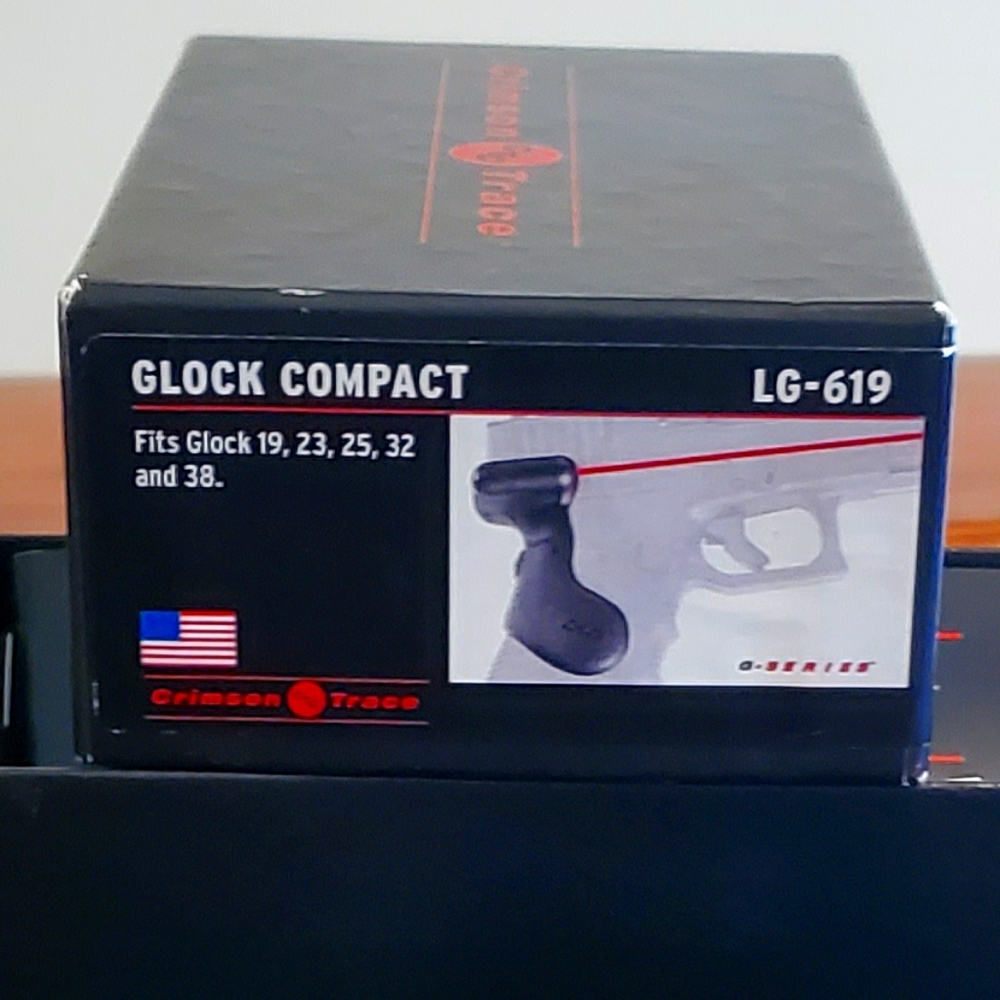 Crimson Trace
GLOCK COMPACT
LG-619
Fits Glock 19, 23, 25, 32
and 38.
G-SERIES
Crimson Trace